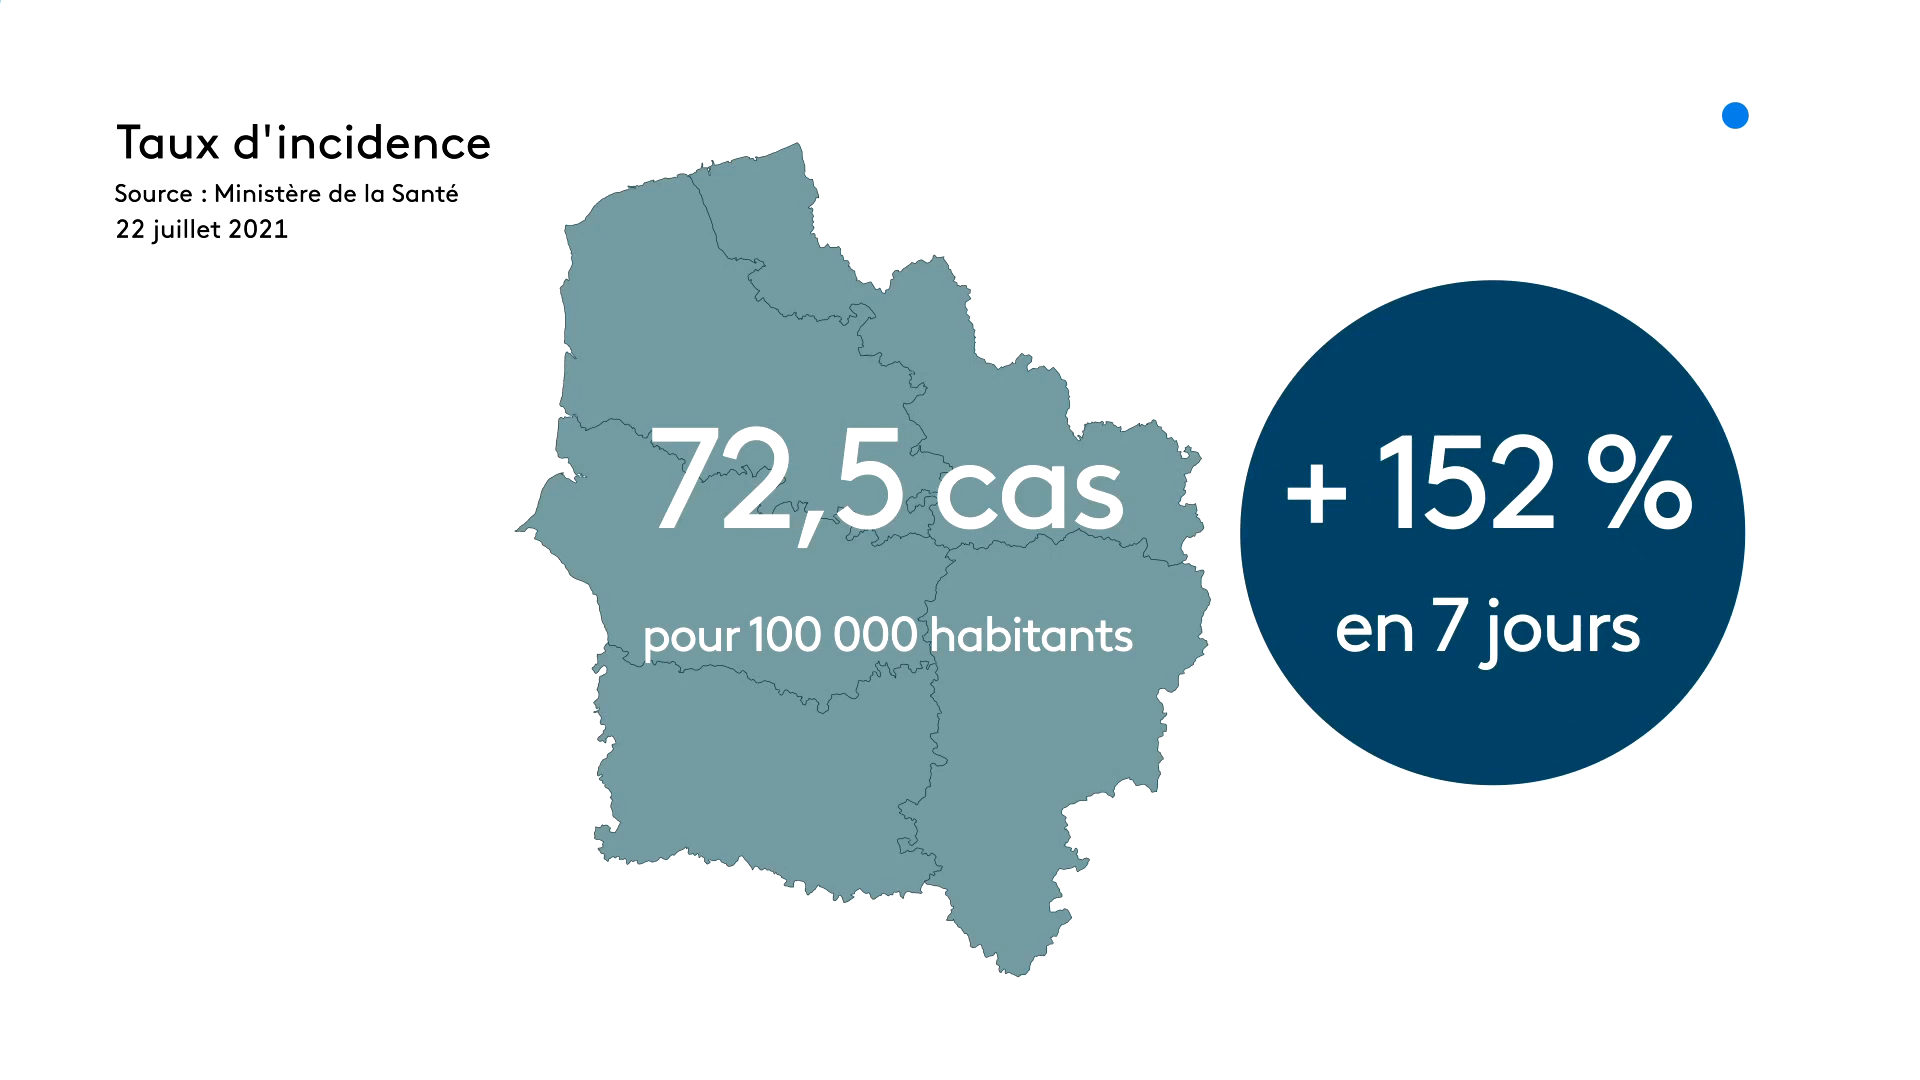 Taux d'incidence
Source : Ministère de la Santé
22 juillet 2021
72,5 cas
pour 100 000 habitants
+ 152 %
en 7 jours